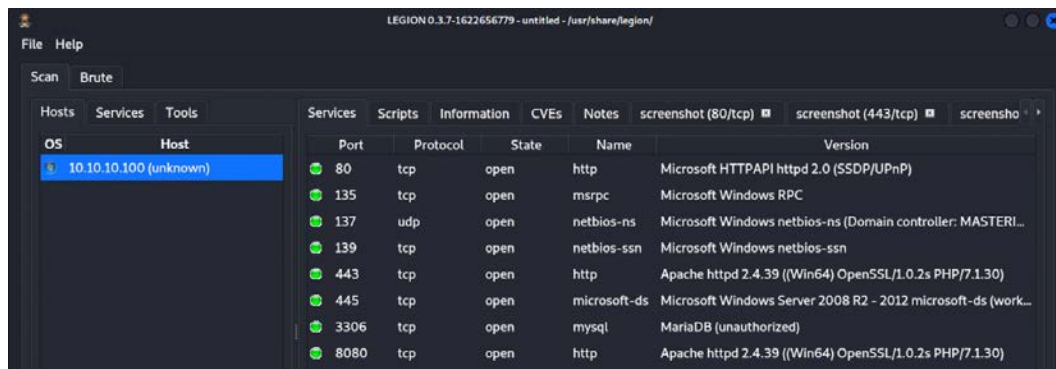 LEGION 0.3.7-1622656779 - untitled - /usr/share/legion/
File Help
Scan Brute
Hosts Services Tools
Services Scripts Information CVEs Notes screenshot (80/tcp) screenshot (443/tcp) screensho
OS Host
Port Protocol State Name Version
10.10.10.100 (unknown)
80 tcp open http Microsoft HTTPAPI httpd 2.0 (SSDP/UPnP)
135 tcp open msrpc Microsoft Windows RPC
137 udp open netbios-ns Microsoft Windows netbios-ns (Domain controller: MASTERI...
139 tcp open netbios-ssn Microsoft Windows netbios-ssn
443 tcp open http Apache httpd 2.4.39 ((Win64) OpenSSL/1.0.2s PHP/7.1.30)
445 tcp open microsoft-ds Microsoft Windows Server 2008 R2 - 2012 microsoft-ds (work...
3306 tcp open mysql MariaDB (unauthorized)
8080 tcp open http Apache httpd 2.4.39 ((Win64) OpenSSL/1.0.2s PHP/7.1.30)